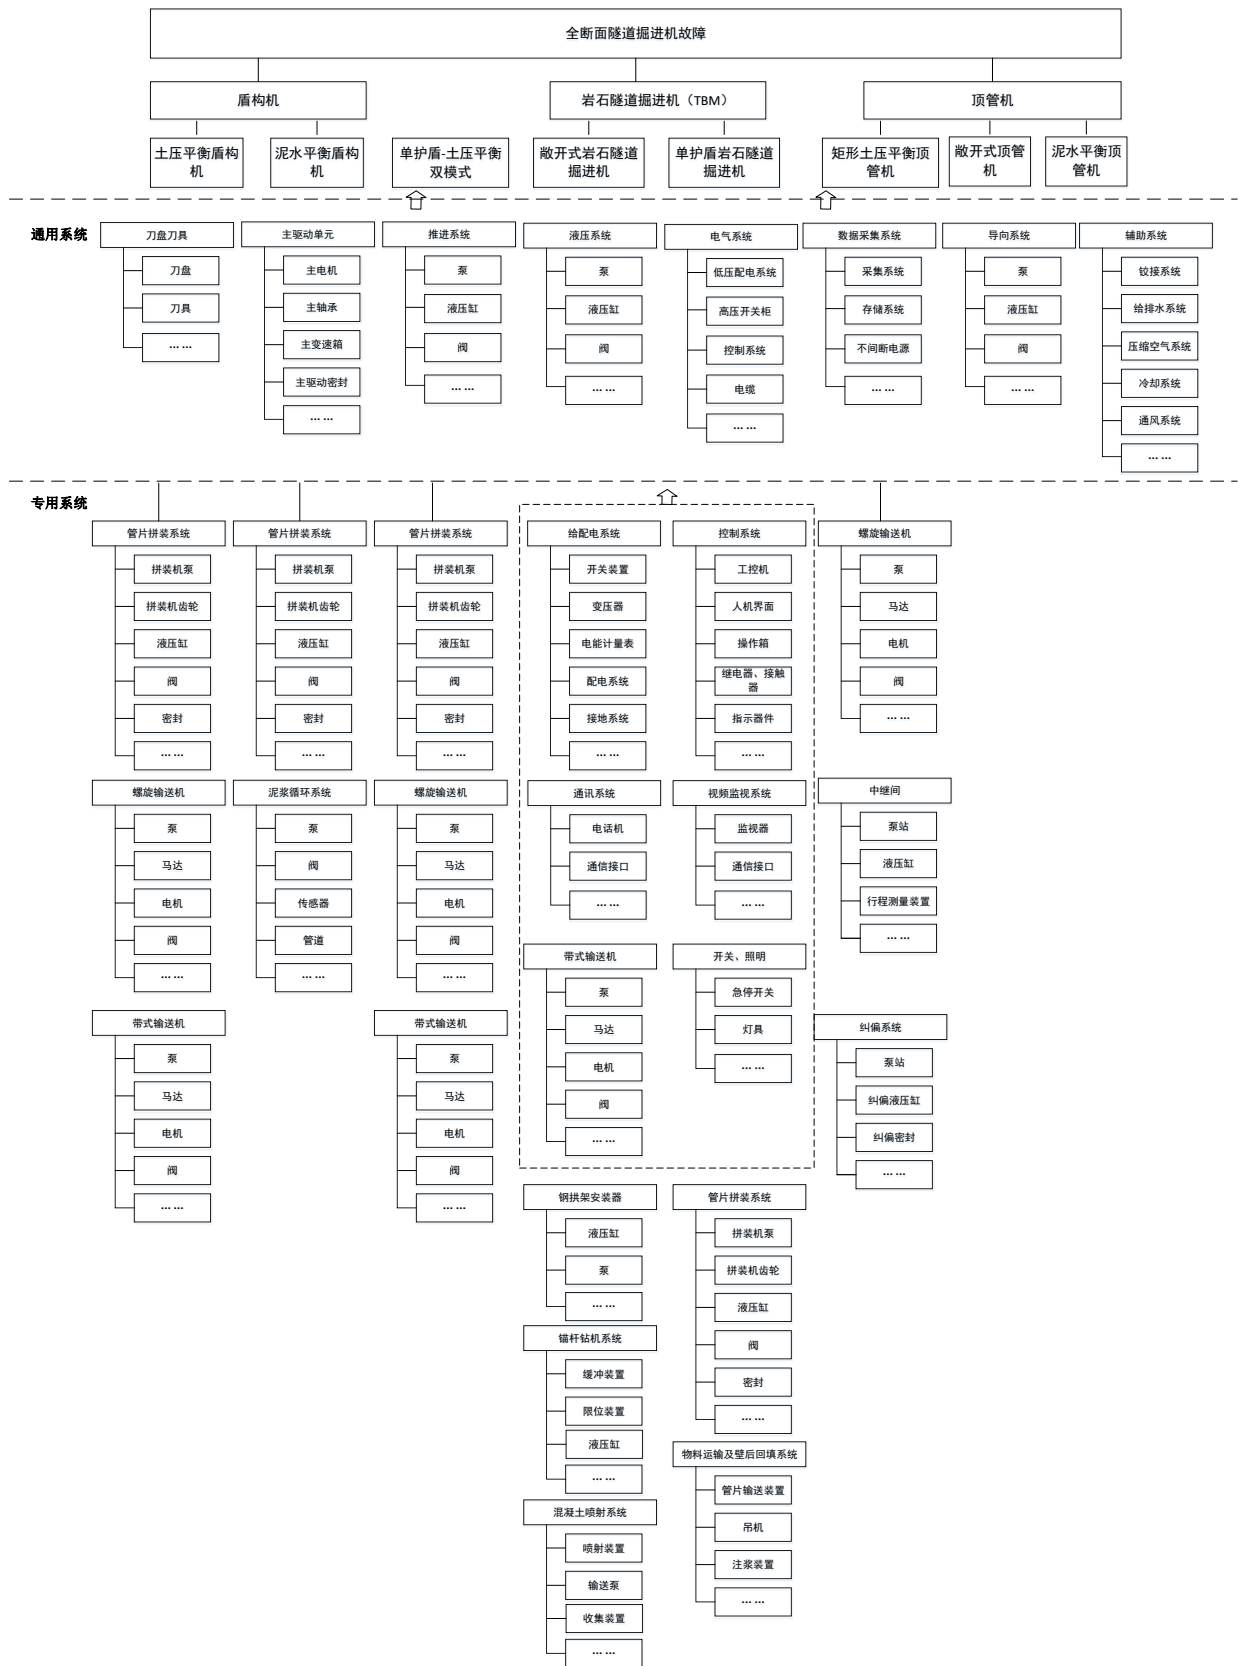 全断面隧道掘进机故障
盾构机
岩石隧道掘进机（TBM）
顶管机
土压平衡盾构
机
泥水平衡盾构
机
单护盾-土压平衡
双模式
敞开式岩石隧道
掘进机
单护盾岩石隧道
掘进机
矩形土压平衡顶
管机
敞开式顶管
机
泥水平衡顶
管机
通用系统
刀盘刀具
刀盘
刀具
... ...
主驱动单元
主电机
主轴承
主变速箱
主驱动密封
... ...
推进系统
泵
液压缸
阀
... ...
液压系统
泵
液压缸
阀
... ...
电气系统
低压配电系统
高压开关柜
控制系统
电缆
... ...
数据采集系统
采集系统
存储系统
不间断电源
... ...
导向系统
泵
液压缸
阀
... ...
辅助系统
铰接系统
给排水系统
压缩空气系统
冷却系统
通风系统
... ...
专用系统
管片拼装系统
拼装机泵
拼装机齿轮
液压缸
阀
密封
... ...
螺旋输送机
泵
马达
电机
阀
... ...
带式输送机
泵
马达
电机
阀
... ...
管片拼装系统
拼装机泵
拼装机齿轮
液压缸
阀
密封
... ...
泥浆循环系统
泵
阀
传感器
管道
... ...
管片拼装系统
拼装机泵
拼装机齿轮
液压缸
阀
密封
... ...
螺旋输送机
泵
马达
电机
阀
... ...
带式输送机
泵
马达
电机
阀
... ...
给配电系统
开关装置
变压器
电能计量表
配电系统
接地系统
... ...
通讯系统
电话机
通信接口
... ...
带式输送机
泵
马达
电机
阀
... ...
控制系统
工控机
人机界面
操作箱
继电器、接触
器
指示器件
... ...
视频监视系统
监视器
通信接口
... ...
开关、照明
急停开关
灯具
... ...
钢拱架安装器
液压缸
泵
... ...
锚杆钻机系统
缓冲装置
限位装置
液压缸
... ...
混凝土喷射系统
喷射装置
输送泵
收集装置
... ...
管片拼装系统
拼装机泵
拼装机齿轮
液压缸
阀
密封
... ...
物料运输及壁后回填系统
管片输送装置
吊机
注浆装置
... ...
螺旋输送机
泵
马达
电机
阀
... ...
中继间
泵站
液压缸
行程测量装置
... ...
纠偏系统
泵站
纠偏液压缸
纠偏密封
... ...